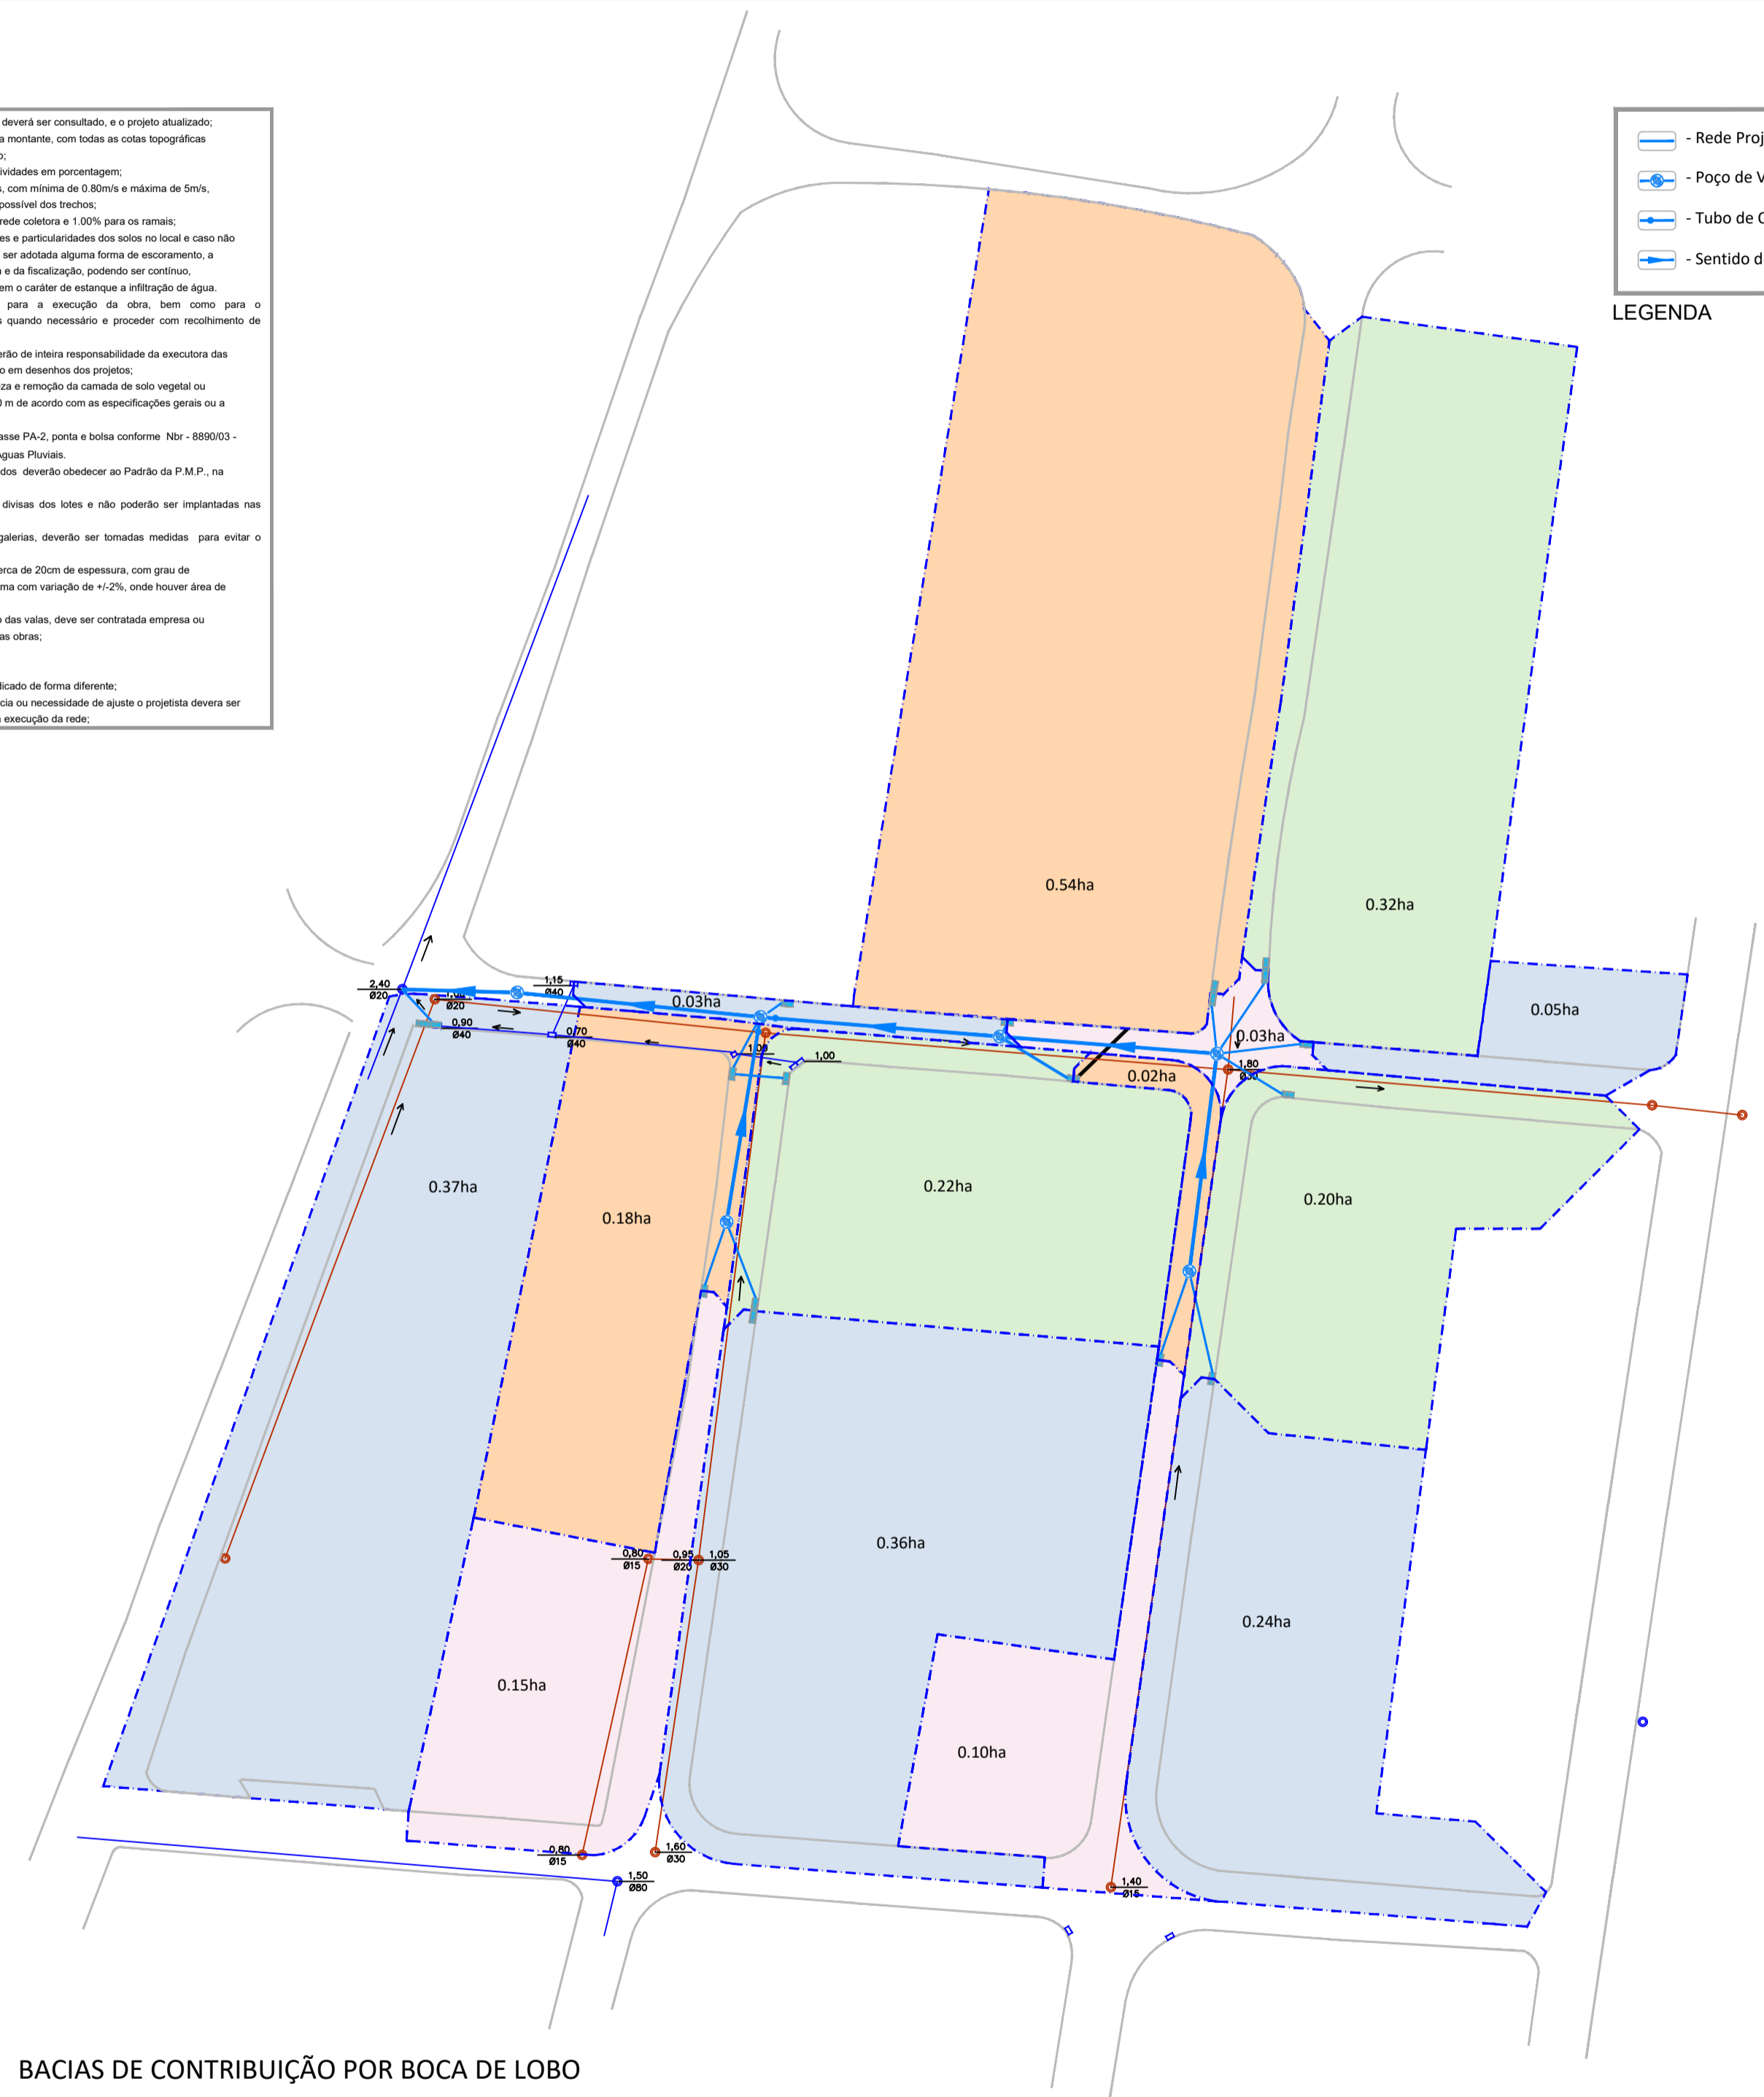 deverá ser consultado, e o projeto atualizado;
a montante, com todas as cotas topográficas
o;
ividades em porcentagem;
s, com mínima de 0.80m/s e máxima de 5m/s,
possível dos trechos;
rede coletora e 1.00% para os ramais;
es e particularidades dos solos no local e caso não
ser adotada alguma forma de escoramento, a
a e da fiscalização, podendo ser contínuo,
em o caráter de estanque a infiltração de água.
para a execução da obra, bem como para o
s quando necessário e proceder com recolhimento de
erão de inteira responsabilidade da executora das
o em desenhos dos projetos;
za e remoção da camada de solo vegetal ou
0 m de acordo com as especificações gerais ou a
asse PA-2, ponta e bolsa conforme Nbr - 8890/03 -
Águas Pluviais.
dos deverão obedecer ao Padrão da P.M.P., na
divisas dos lotes e não poderão ser implantadas nas
galerias, deverão ser tomadas medidas para evitar o
erca de 20cm de espessura, com grau de
ma com variação de +/-2%, onde houver área de
o das valas, deve ser contratada empresa ou
as obras;
dicado de forma diferente;
cia ou necessidade de ajuste o projetista devera ser
a execução da rede;
- Rede Proj
- Poço de V
- Tubo de
- Sentido d
LEGENDA
0.54ha
0.32ha
2,40
Ø20
Ø20
1,15
Ø40
0.03ha
0.05ha
0,90
Ø40
0,70
Ø40
1,00
1,00
0.03ha
0.02ha
1,80
Ø30
0.37ha
0.18ha
0.22ha
0.20ha
0,80
Ø15
0,95
Ø20
1,05
Ø30
0.36ha
0.24ha
0.15ha
0.10ha
0,80
Ø15
1,60
Ø30
1,50
Ø80
1,40
Ø15
BACIAS DE CONTRIBUIÇÃO POR BOCA DE LOBO